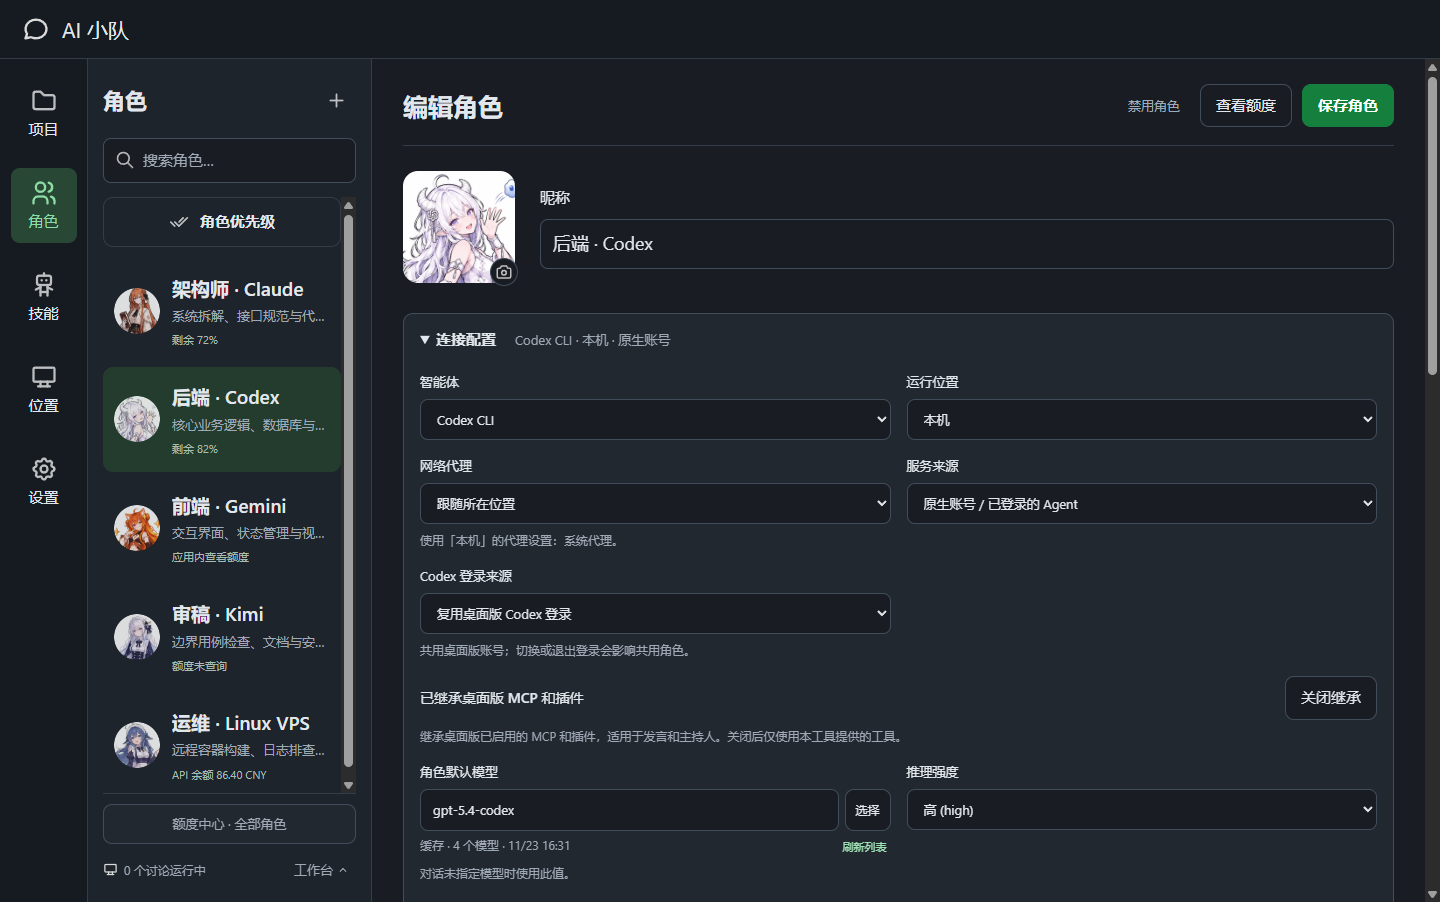 AI 小队
项目
角色
技能
位置
设置
角色
搜索角色...
角色优先级
架构师 · Claude
系统拆解、接口规范与代...
剩余 72%
后端 · Codex
核心业务逻辑、数据库与...
剩余 82%
前端 · Gemini
交互界面、状态管理与视...
应用内查看额度
审稿 · Kimi
边界用例检查、文档与安...
额度未查询
运维 · Linux VPS
远程容器构建、日志排查...
API 余额 86.40 CNY
额度中心 · 全部角色
0 个讨论运行中
工作台
编辑角色
禁用角色
查看额度
保存角色
昵称
后端 · Codex
连接配置 Codex CLI · 本机 · 原生账号
智能体
Codex CLI
运行位置
本机
网络代理
跟随所在位置
使用「本机」的代理设置：系统代理。
服务来源
原生账号 / 已登录的 Agent
Codex 登录来源
复用桌面版 Codex 登录
共用桌面版账号；切换或退出登录会影响共用角色。
已继承桌面版 MCP 和插件
关闭继承
继承桌面版已启用的 MCP 和插件，适用于发言和主持人。关闭后仅使用本工具提供的工具。
角色默认模型
gpt-5.4-codex
选择
缓存 · 4 个模型 · 11/23 16:31
刷新列表
对话未指定模型时使用此值。
推理强度
高 (high)